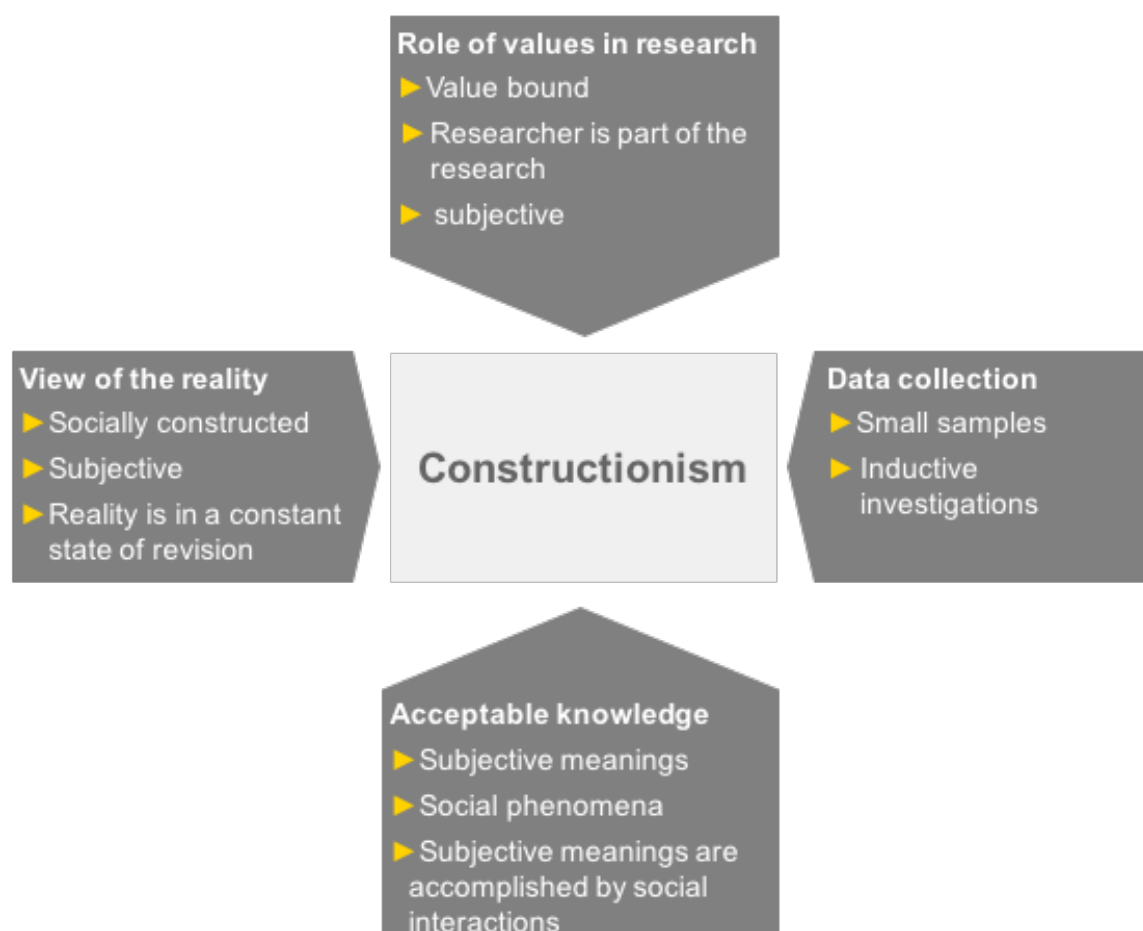 Role of values in research
Value bound
Researcher is part of the
research
subjective
View of the reality
Socially constructed
Subjective
Reality is in a constant
state of revision
Constructionism
Data collection
Small samples
Inductive
investigations
Acceptable knowledge
Subjective meanings
Social phenomena
Subjective meanings are
accomplished by social
interactions